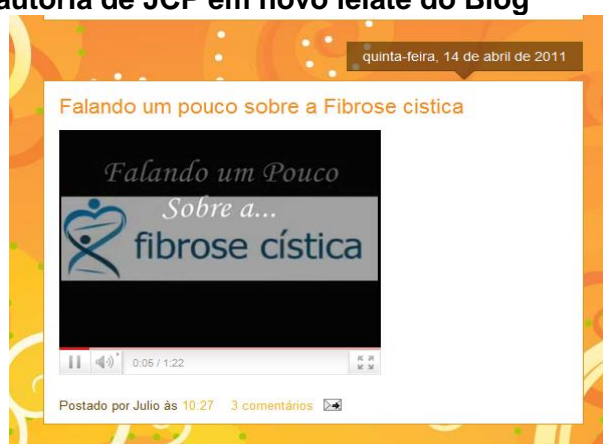 autoria de JCP em novo leiate do Blog
quinta-feira, 14 de abril de 2011
Falando um pouco sobre a Fibrose cistica
Falando um Pouco
Sobre a...
fibrose cística
0:05 / 1:22
Postado por Julio às 10:27 3 comentários